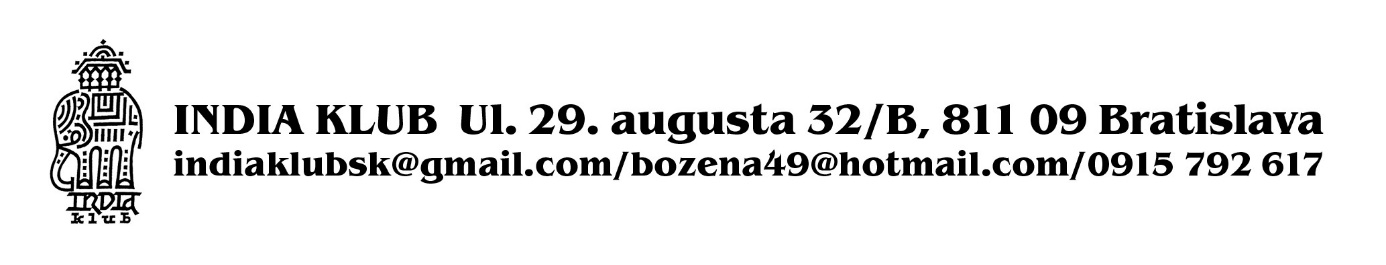 INDIA KLUB Ul. 29. augusta 32/B, 811 09 Bratislava
indiaklubsk@gmail.com/bozena49@hotmail.com/0915 792 617
INDIA
klub